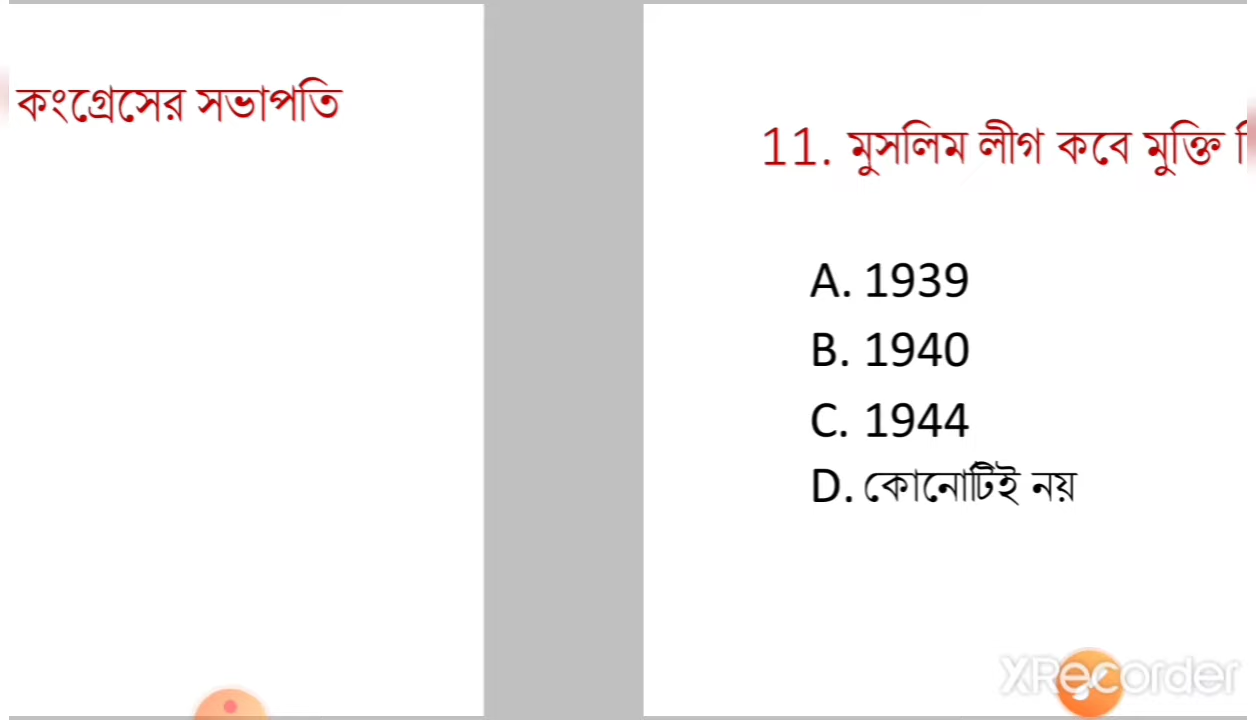 কংগ্রেসের সভাপতি
11. মুসলিম লীগ কবে মুক্তি
A. 1939
B. 1940
C. 1944
D. কোনোটিই নয়
XRecorder